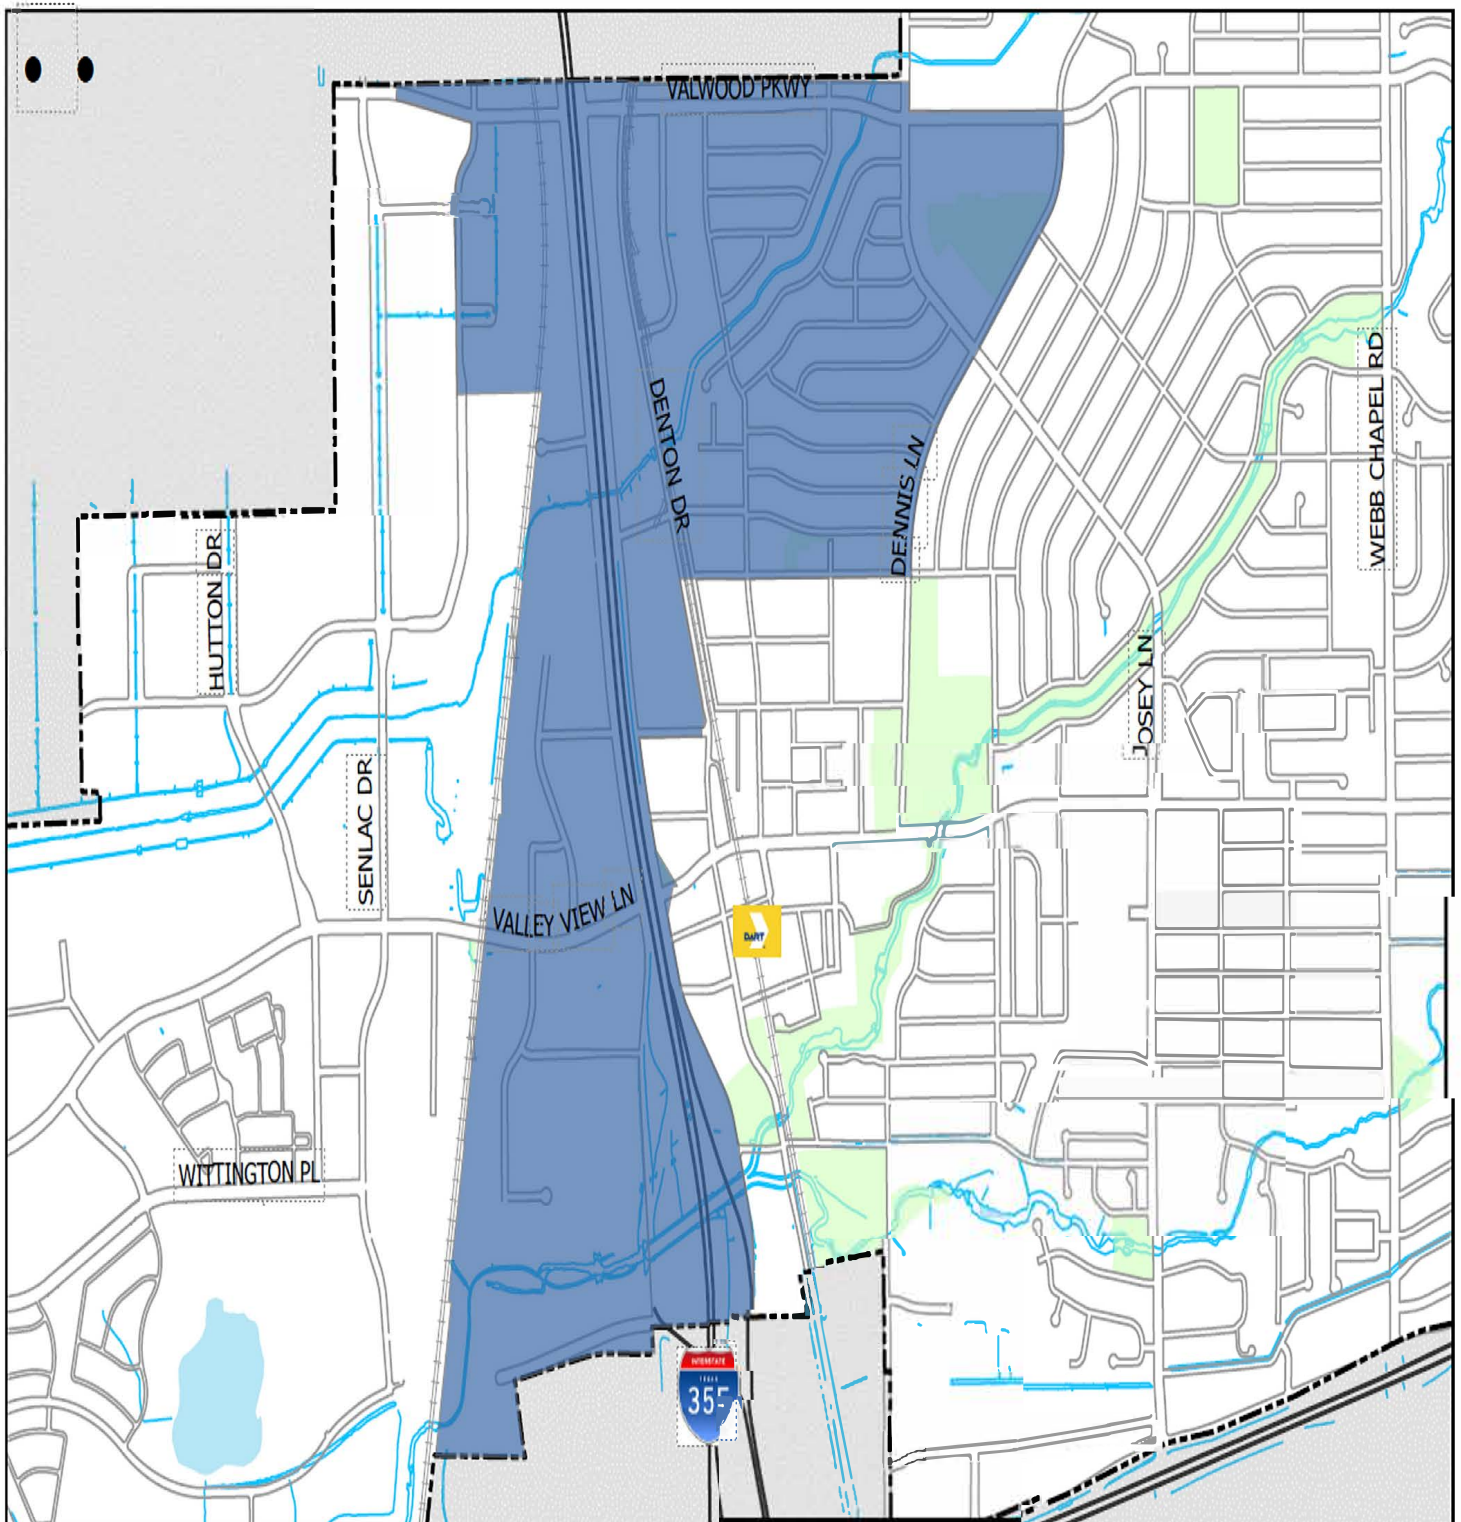 VALWOOD PKWY
DENTON DR
DENNIS LN
WEBB CHAPEL RD
HUTTON DR
JOSEY LN
SENLAC DR
VALLEY VIEW LN
DART
WITTINGTON PL
INTERSTATE
TEXAS
35E